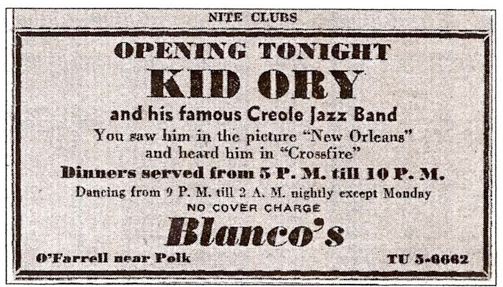 NITE CLUBS
OPENING TONIGHT
KID ORY
and his famous Creole Jazz Band
You saw him in the picture "New Orleans"
and heard him in "Crossfire"
Dinners served from 5 P. M. till 10 P. M.
Dancing from 9 P. M. till 2 A. M. nightly except Monday
NO COVER CHARGE
Blanco's
O'Farrell near Polk TU 5-6662